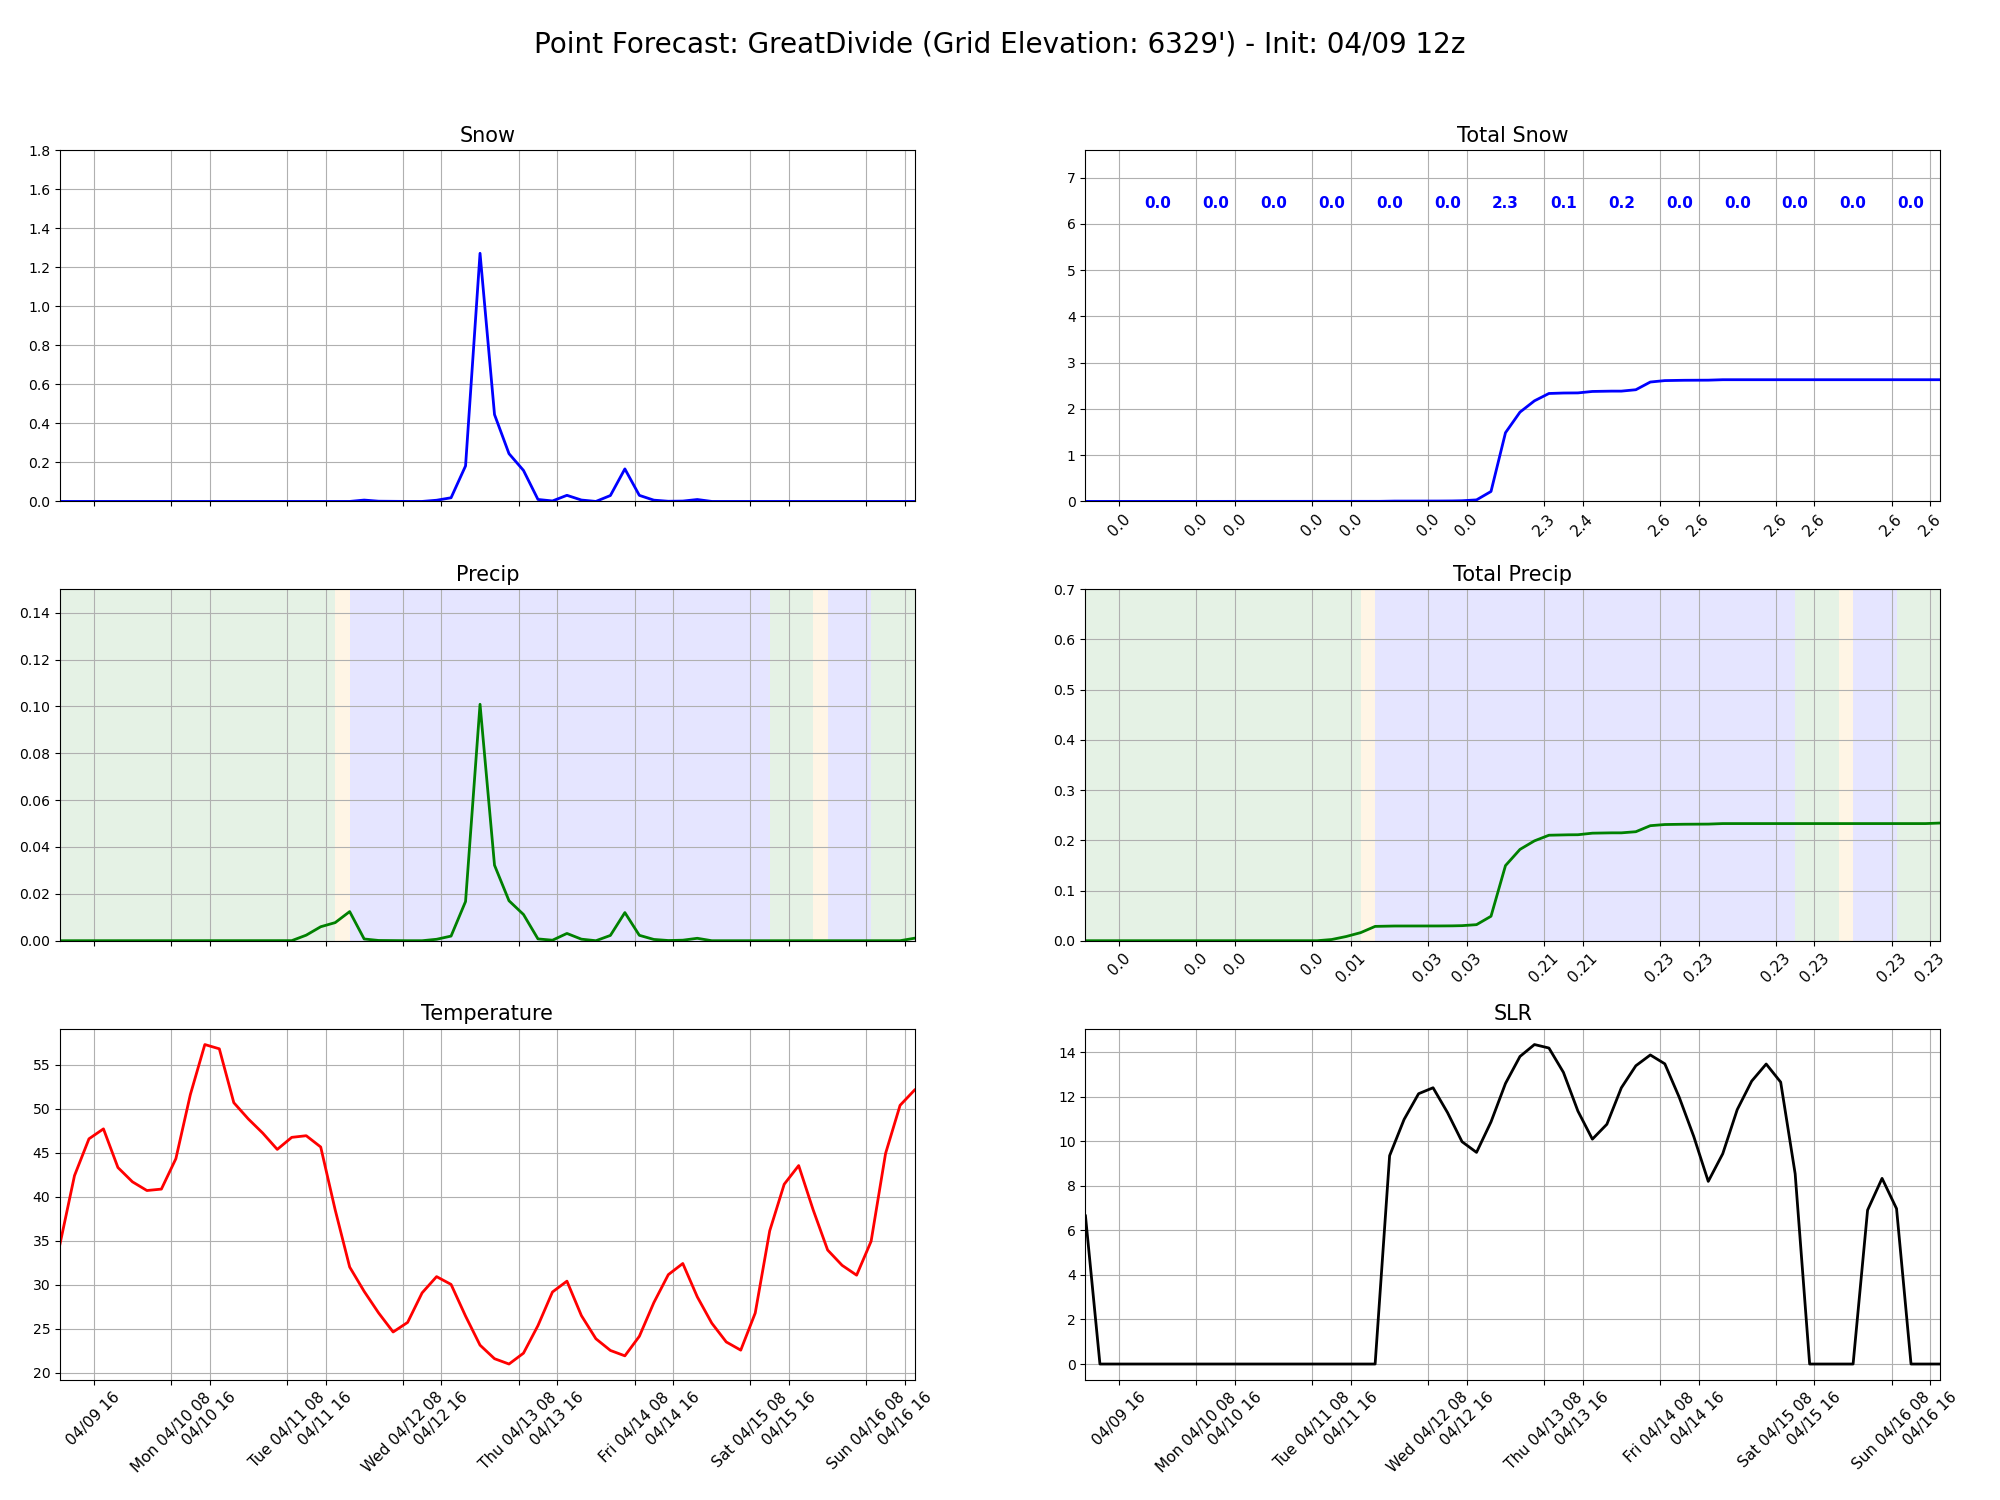 Point Forecast: GreatDivide (Grid Elevation: 6329') - Init: 04/09 12z
Snow
1.8
1.6
1.4
1.2
1.0
0.8
0.6
0.4
0.2
0.0
Total Snow
7
6
5
4
3
2
1
0
0.0 0.0 0.0 0.0 0.0 0.0 2.3 0.1 0.2 0.0 0.0 0.0 0.0 0.0
0.0 0.0 0.0 0.0 0.0 0.0 0.0 2.3 2.4 2.6 2.6 2.6 2.6 2.6 2.6
Precip
0.14
0.12
0.10
0.08
0.06
0.04
0.02
0.00
Total Precip
0.7
0.6
0.5
0.4
0.3
0.2
0.1
0.0
0.0 0.0 0.0 0.0 0.01 0.03 0.03 0.21 0.21 0.23 0.23 0.23 0.23 0.23 0.23
Temperature
55
50
45
40
35
30
25
20
04/09 16
Mon 04/10 08
04/10 16
Tue 04/11 08
04/11 16
Wed 04/12 08
04/12 16
Thu 04/13 08
04/13 16
Fri 04/14 08
04/14 16
Sat 04/15 08
04/15 16
Sun 04/16 08
04/16 16
SLR
14
12
10
8
6
4
2
0
04/09 16
Mon 04/10 08
04/10 16
Tue 04/11 08
04/11 16
Wed 04/12 08
04/12 16
Thu 04/13 08
04/13 16
Fri 04/14 08
04/14 16
Sat 04/15 08
04/15 16
Sun 04/16 08
04/16 16